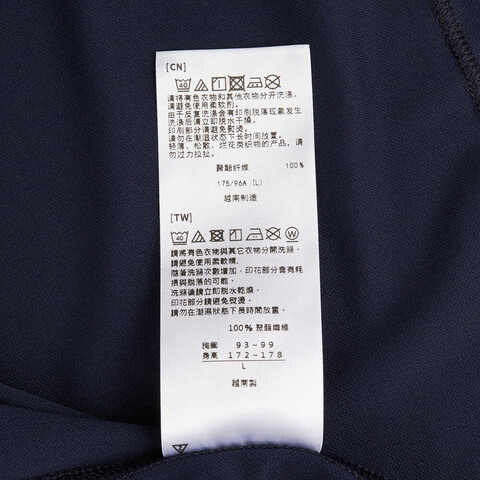 [CN]
40
请将有色衣物和其他衣物分开洗涤,
请避免使用柔软剂。
由于反复洗涤会有印刷脱落现象发生
洗涤后请立即脱水干燥。
印刷部分请避免熨烫。
请勿在潮湿状态下长时间放置。
轻薄、松散、烂花类织物的产品, 请
勿过力拉扯。
聚酯纤维 100%
175/96A (L)
越南制造
[TW]
40
W
請將有色衣物與其它衣物分開洗滌。
請避免使用柔軟精。
隨著洗滌次數增加, 印花部分會有耗
損與脫落的可能。
洗滌後請立即脫水乾燥。
印花部分請避免熨燙。
請勿在潮濕狀態下長時間放置。
100% 聚酯纖維
胸圍 93~99
身高 172~178
L
越南製